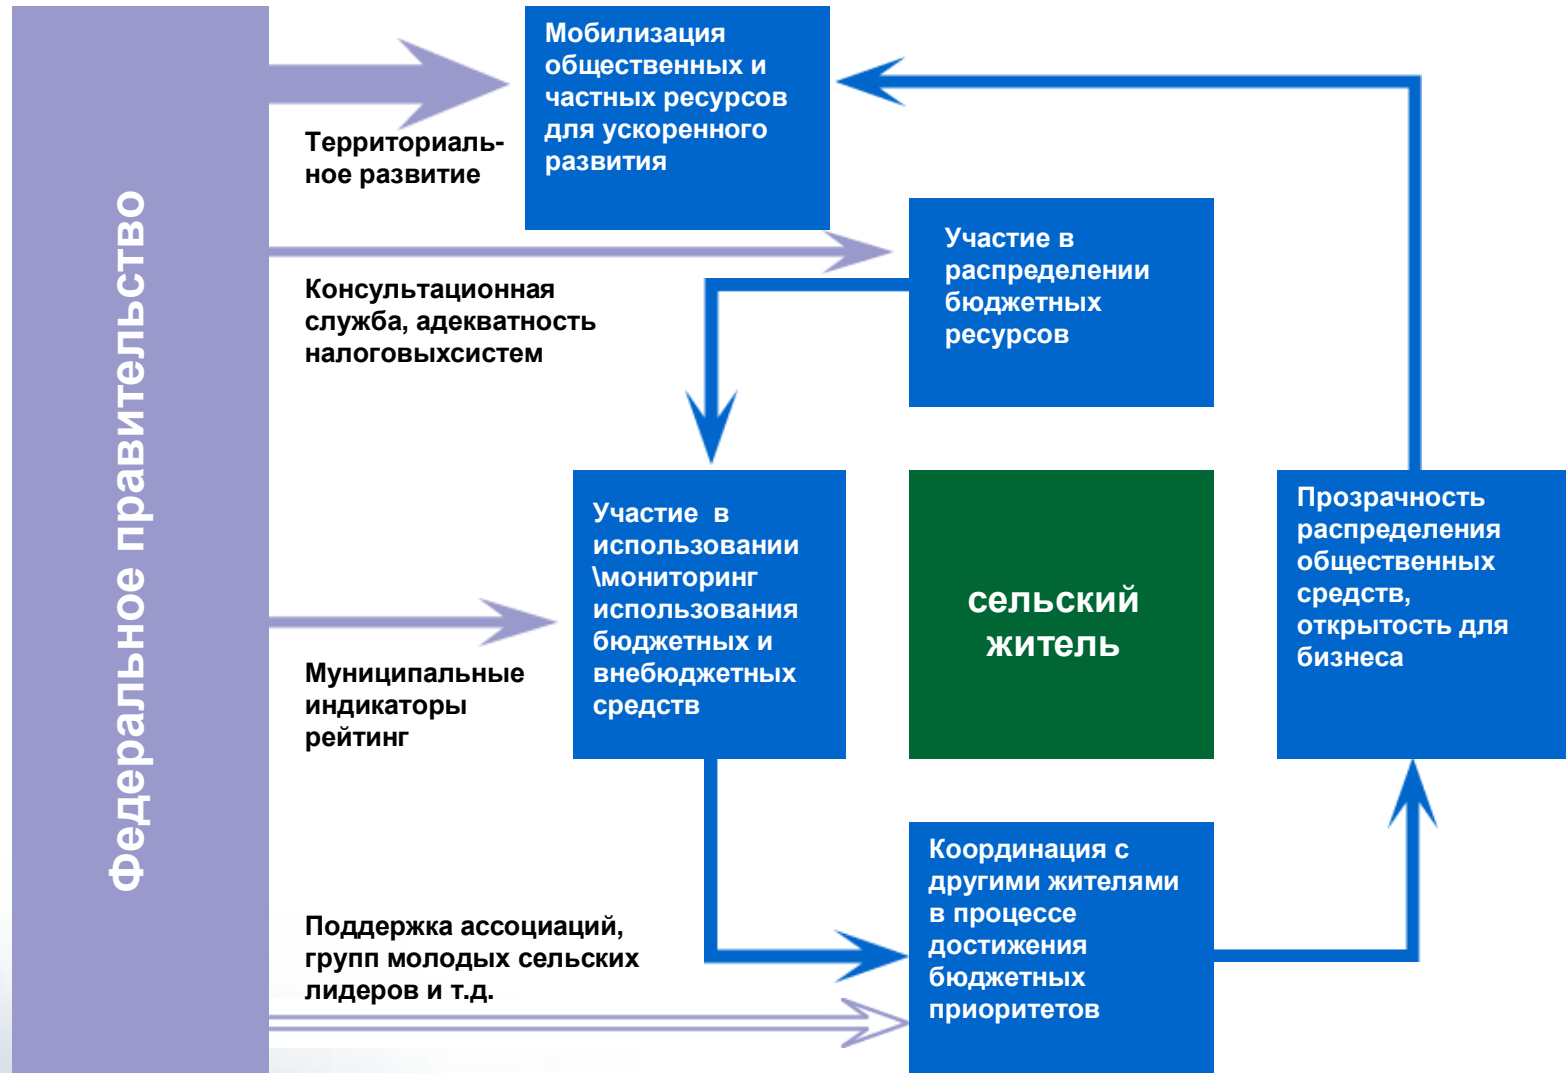 Федеральное правительство
Мобилизация
общественных и
частных ресурсов
для ускоренного
развития
Территориаль-
ное развитие
Участие в
распределении
бюджетных
ресурсов
Консультационная
служба, адекватность
налоговыхсистем
Участие в
использовании
\мониторинг
использования
бюджетных и
внебюджетных
средств
сельский
житель
Прозрачность
распределения
общественных
средств,
открытость для
бизнеса
Муниципальные
индикаторы
рейтинг
Координация с
другими жителями
в процессе
достижения
бюджетных
приоритетов
Поддержка ассоциаций,
групп молодых сельских
лидеров и т.д.